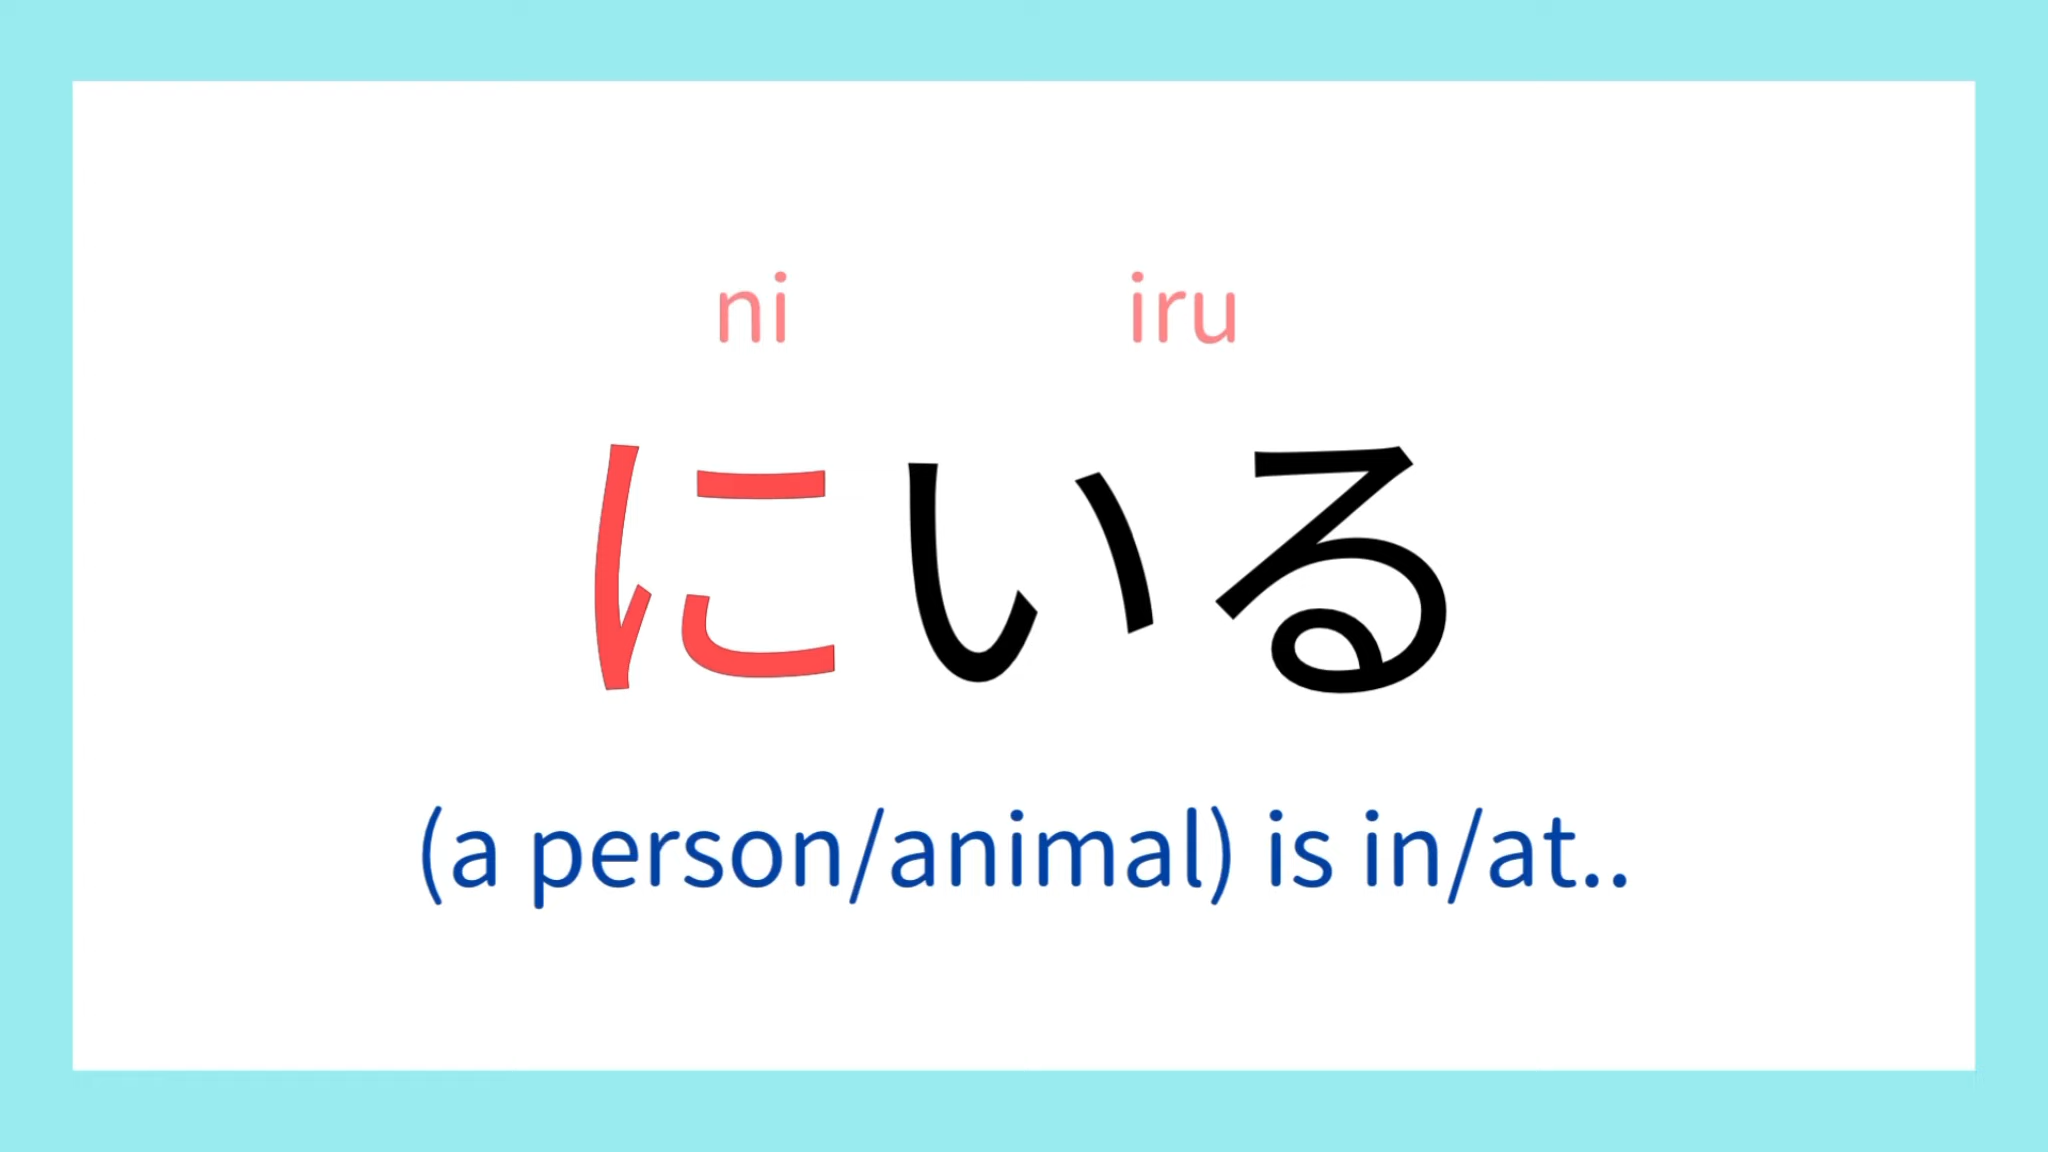 ni iru
にいる
(a person/animal) is in/at..